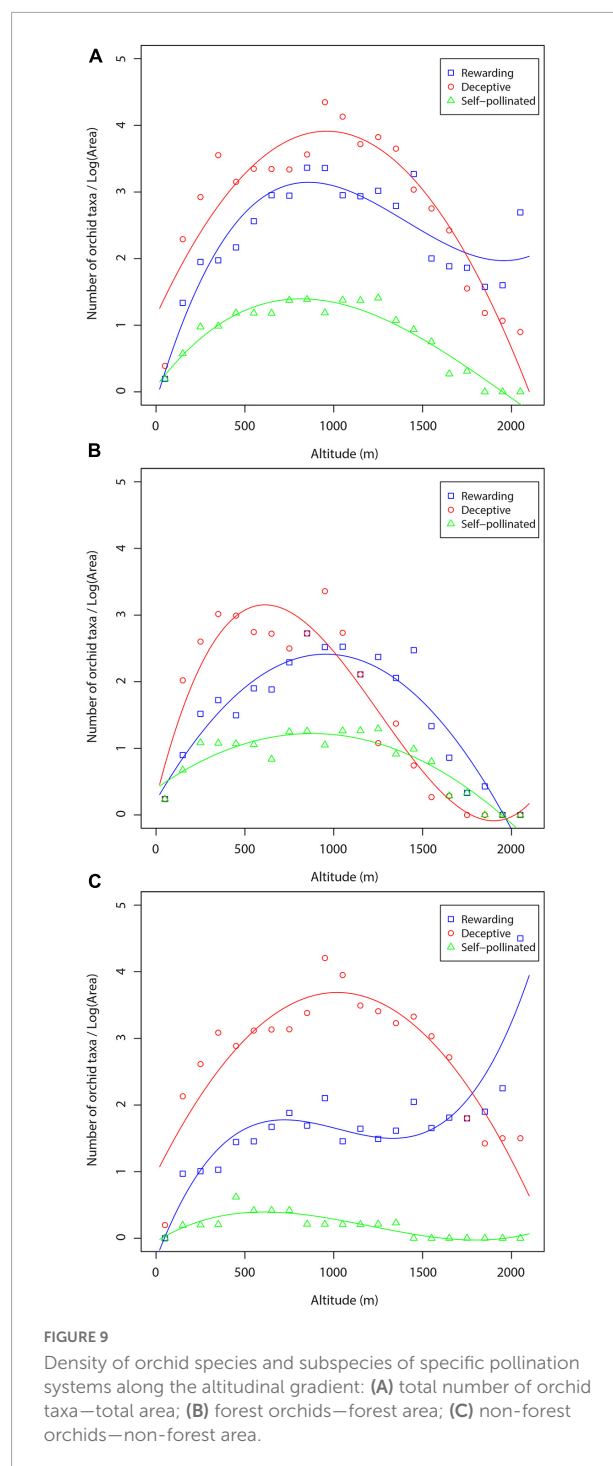 A
Number of orchid taxa / Log(Area)
5
4
3
2
1
0
Rewarding
Deceptive
Self−pollinated
0 500 1000 1500 2000
Altitude (m)
B
Number of orchid taxa / Log(Area)
5
4
3
2
1
0
Rewarding
Deceptive
Self−pollinated
0 500 1000 1500 2000
Altitude (m)
C
Number of orchid taxa / Log(Area)
5
4
3
2
1
0
Rewarding
Deceptive
Self−pollinated
0 500 1000 1500 2000
Altitude (m)
FIGURE 9
Density of orchid species and subspecies of specific pollination
systems along the altitudinal gradient: (A) total number of orchid
taxa—total area; (B) forest orchids—forest area; (C) non-forest
orchids—non-forest area.